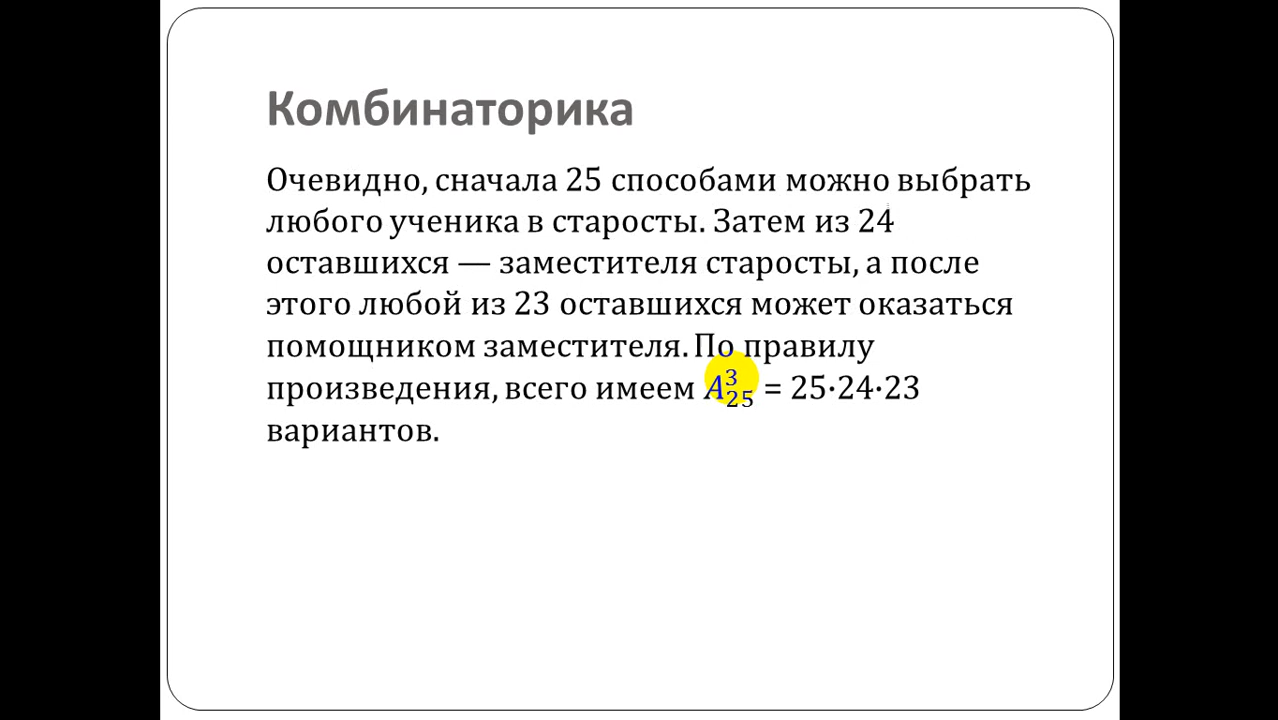 Комбинаторика
Очевидно, сначала 25 способами можно выбрать
любого ученика в старосты. Затем из 24
оставшихся — заместителя старосты, а после
этого любой из 23 оставшихся может оказаться
помощником заместителя. По правилу
произведения, всего имеем A³₂₅ = 25·24·23
вариантов.